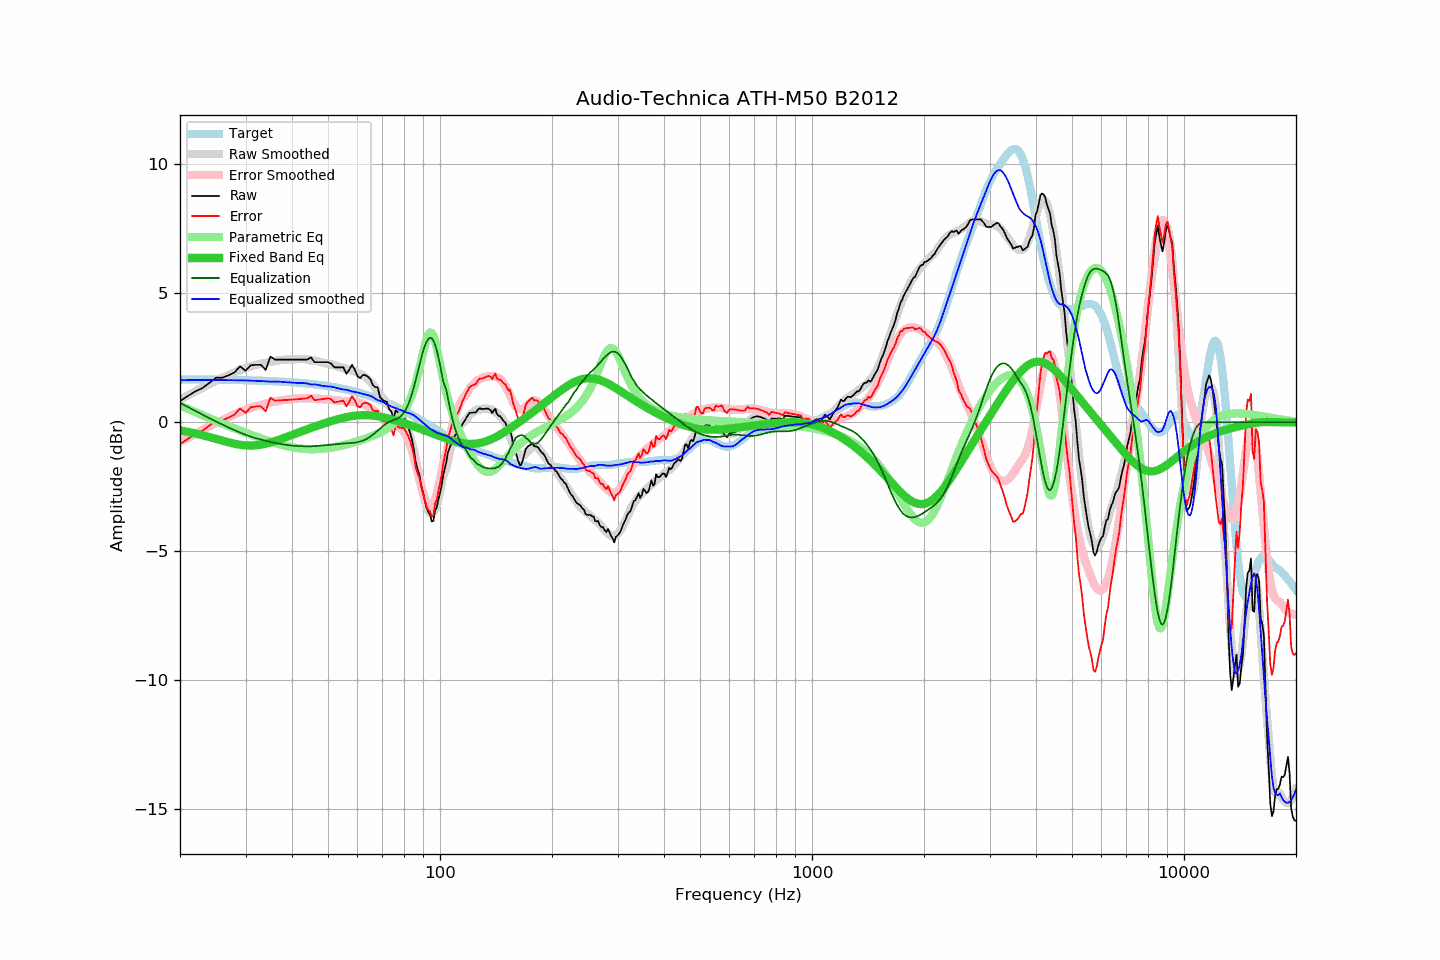 Audio-Technica ATH-M50 B2012
Target
Raw Smoothed
Error Smoothed
Raw
Error
Parametric Eq
Fixed Band Eq
Equalization
Equalized smoothed
10
5
0
−5
−10
−15
Amplitude (dBr)
100
1000
10000
Frequency (Hz)